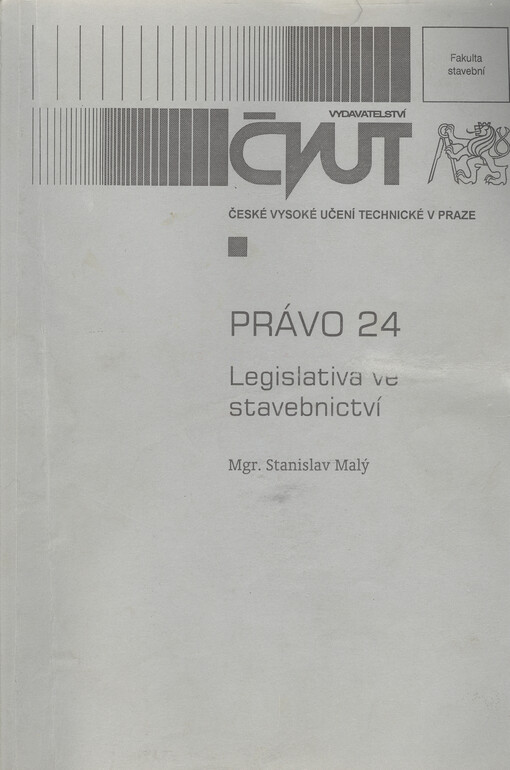 Fakulta
stavební
VYDAVATELSTVÍ
ČVUT
ČESKÉ VYSOKÉ UČENÍ TECHNICKÉ V PRAZE
PRÁVO 24
Legislativa ve
stavebnictví
Mgr. Stanislav Malý